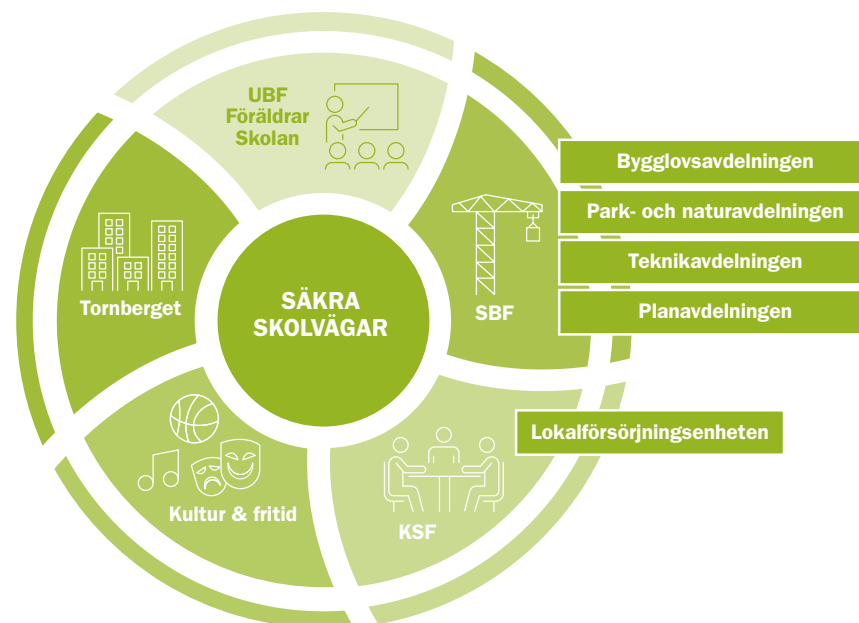 UBF
Föräldrar
Skolan
Bygglovsavdelningen
Park- och naturavdelningen
Teknikavdelningen
Planavdelningen
SBF
Tornberget
SÄKRA
SKOLVÄGAR
Lokalförsörjningsenheten
Kultur & fritid
KSF